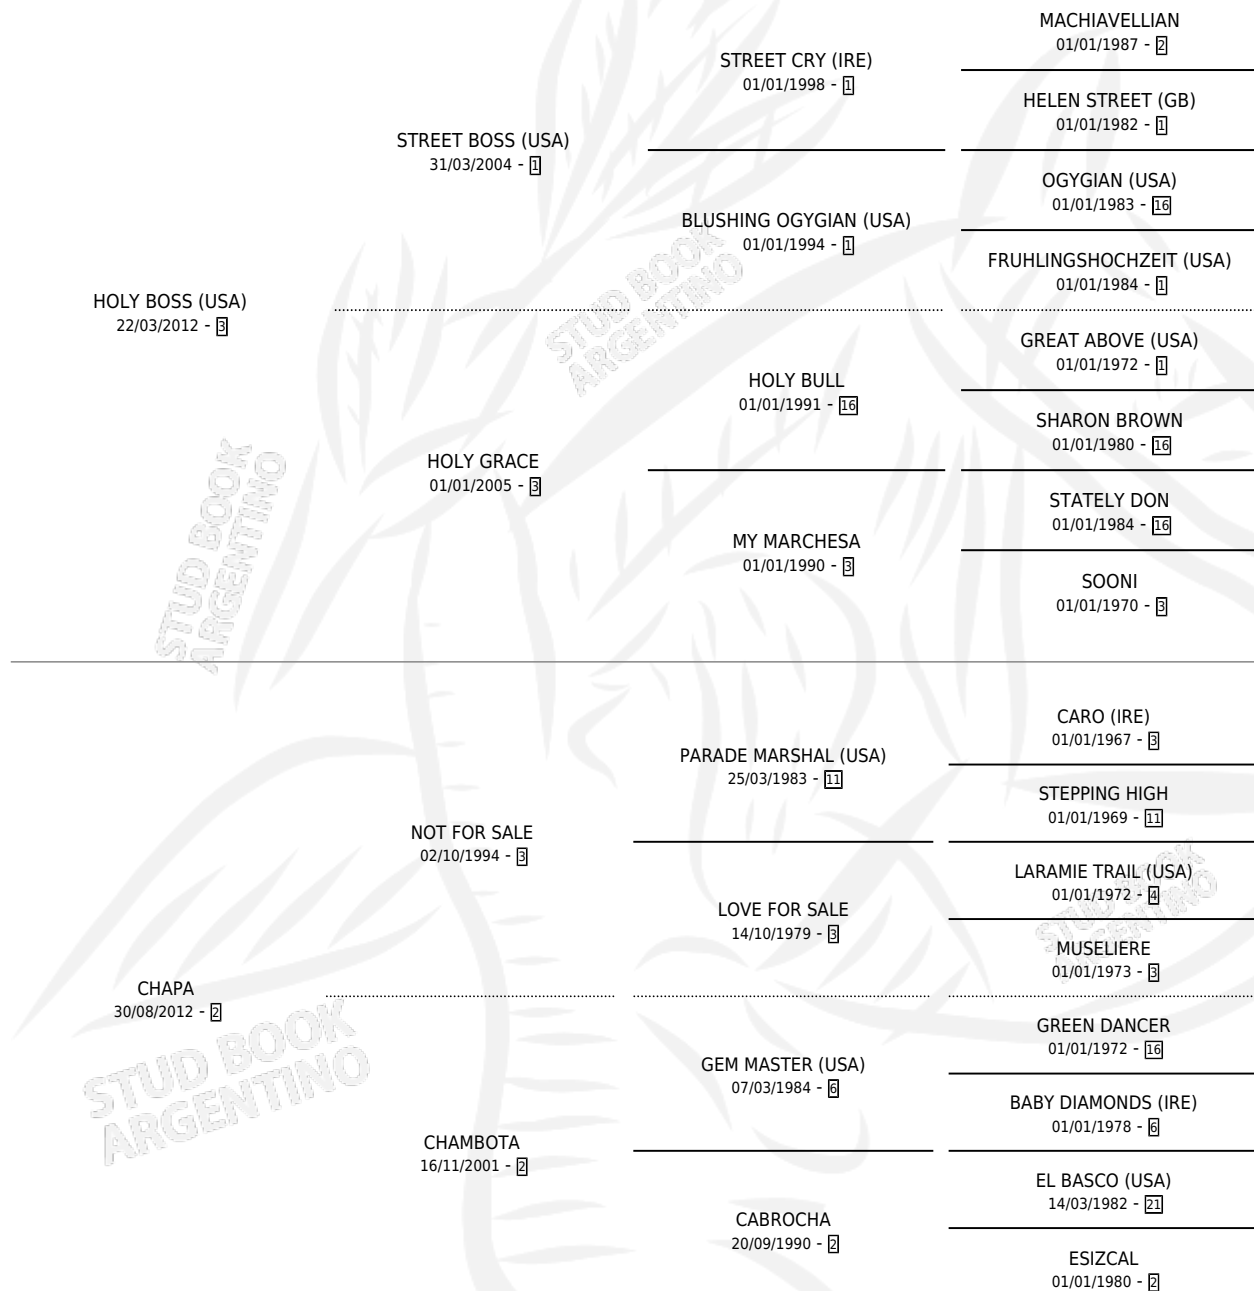 MACHIAVELLIAN
01/01/1987 - 2
STREET CRY (IRE)
01/01/1998 - 1
HELEN STREET (GB)
01/01/1982 - 1
STREET BOSS (USA)
31/03/2004 - 1
OGYGIAN (USA)
01/01/1983 - 16
BLUSHING OGYGIAN (USA)
01/01/1994 - 1
FRUHLINGSHOCHZEIT (USA)
01/01/1984 - 1
HOLY BOSS (USA)
22/03/2012 - 3
STUD BOOK
ARGENTINO
GREAT ABOVE (USA)
01/01/1972 - 1
HOLY BULL
01/01/1991 - 16
SHARON BROWN
01/01/1980 - 16
HOLY GRACE
01/01/2005 - 3
STATELY DON
01/01/1984 - 16
MY MARCHESA
01/01/1990 - 3
SOONI
01/01/1970 - 3
STUD BOOK
ARGENTINO
CARO (IRE)
01/01/1967 - 3
PARADE MARSHAL (USA)
25/03/1983 - 11
STEPPING HIGH
01/01/1969 - 11
NOT FOR SALE
02/10/1994 - 3
LARAMIE TRAIL (USA)
01/01/1972 - 4
LOVE FOR SALE
14/10/1979 - 3
STUD BOOK
ARGENTINO
MUSELIERE
01/01/1973 - 3
CHAPA
30/08/2012 - 2
GREEN DANCER
01/01/1972 - 16
GEM MASTER (USA)
07/03/1984 - 6
BABY DIAMONDS (IRE)
01/01/1978 - 6
STUD BOOK
ARGENTINO
CHAMBOTA
16/11/2001 - 2
EL BASCO (USA)
14/03/1982 - 21
CABROCHA
20/09/1990 - 2
ESIZCAL
01/01/1980 - 2